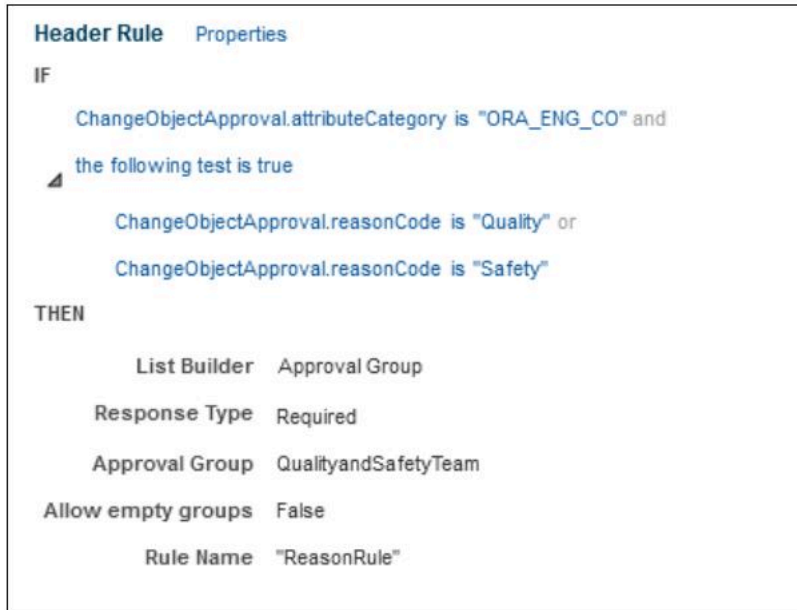 Header Rule Properties
IF
ChangeObjectApproval.attributeCategory is "ORA_ENG_CO" and
the following test is true
ChangeObjectApproval.reasonCode is "Quality" or
ChangeObjectApproval.reasonCode is "Safety"
THEN
List Builder Approval Group
Response Type Required
Approval Group QualityandSafetyTeam
Allow empty groups False
Rule Name "ReasonRule"